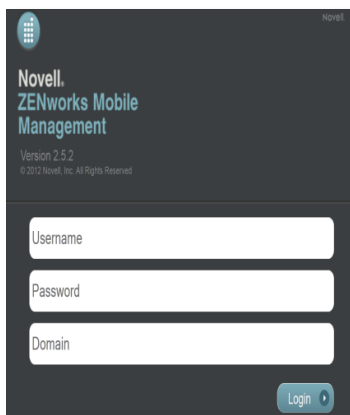 Novell.
Novell.
ZENworks Mobile
Management
Version 2.5.2
© 2012 Novell, Inc. All Rights Reserved
Username
Password
Domain
Login